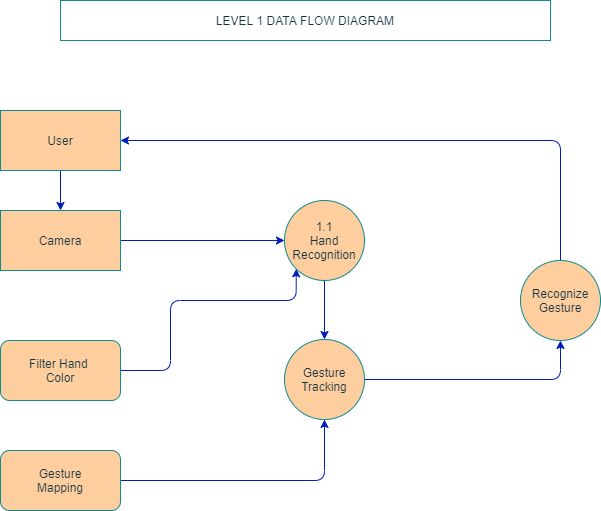 LEVEL 1 DATA FLOW DIAGRAM
User
Camera
1.1
Hand
Recognition
Recognize
Gesture
Filter Hand
Color
Gesture
Tracking
Gesture
Mapping